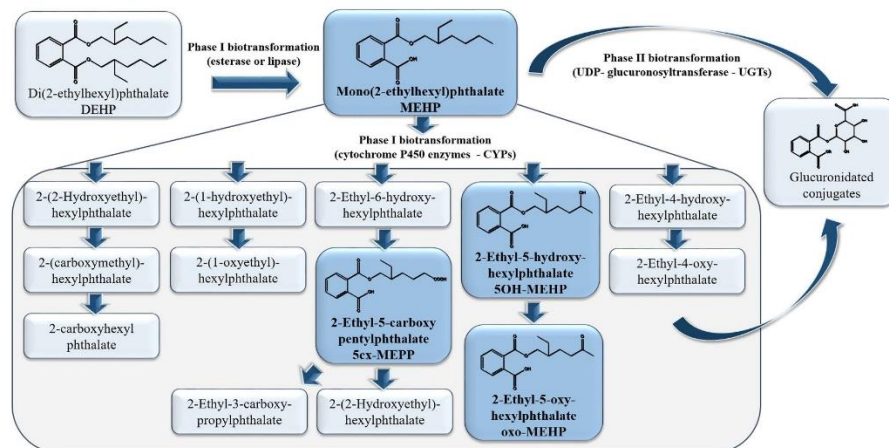 Di(2-ethylhexyl)phthalate
DEHP
Phase I biotransformation
(esterase or lipase)
Mono(2-ethylhexyl)phthalate
MEHP
Phase II biotransformation
(UDP- glucuronosyltransferase - UGTs)
Glucuronidated
conjugates
Phase I biotransformation
(cytochrome P450 enzymes - CYPs)
2-(2-Hydroxyethyl)-
hexylphthalate
2-(carboxymethyl)-
hexylphthalate
2-carboxyhexyl
phthalate
2-(1-hydroxyethyl)-
hexylphthalate
2-(1-oxyethyl)-
hexylphthalate
2-Ethyl-6-hydroxy-
hexylphthalate
2-Ethyl-5-carboxy
pentylphthalate
5cx-MEPP
2-Ethyl-3-carboxy-
propylphthalate
2-(2-Hydroxyethyl)-
hexylphthalate
2-Ethyl-5-hydroxy-
hexylphthalate
5OH-MEHP
2-Ethyl-5-oxy-
hexylphthalate
oxo-MEHP
2-Ethyl-4-hydroxy-
hexylphthalate
2-Ethyl-4-oxy-
hexylphthalate